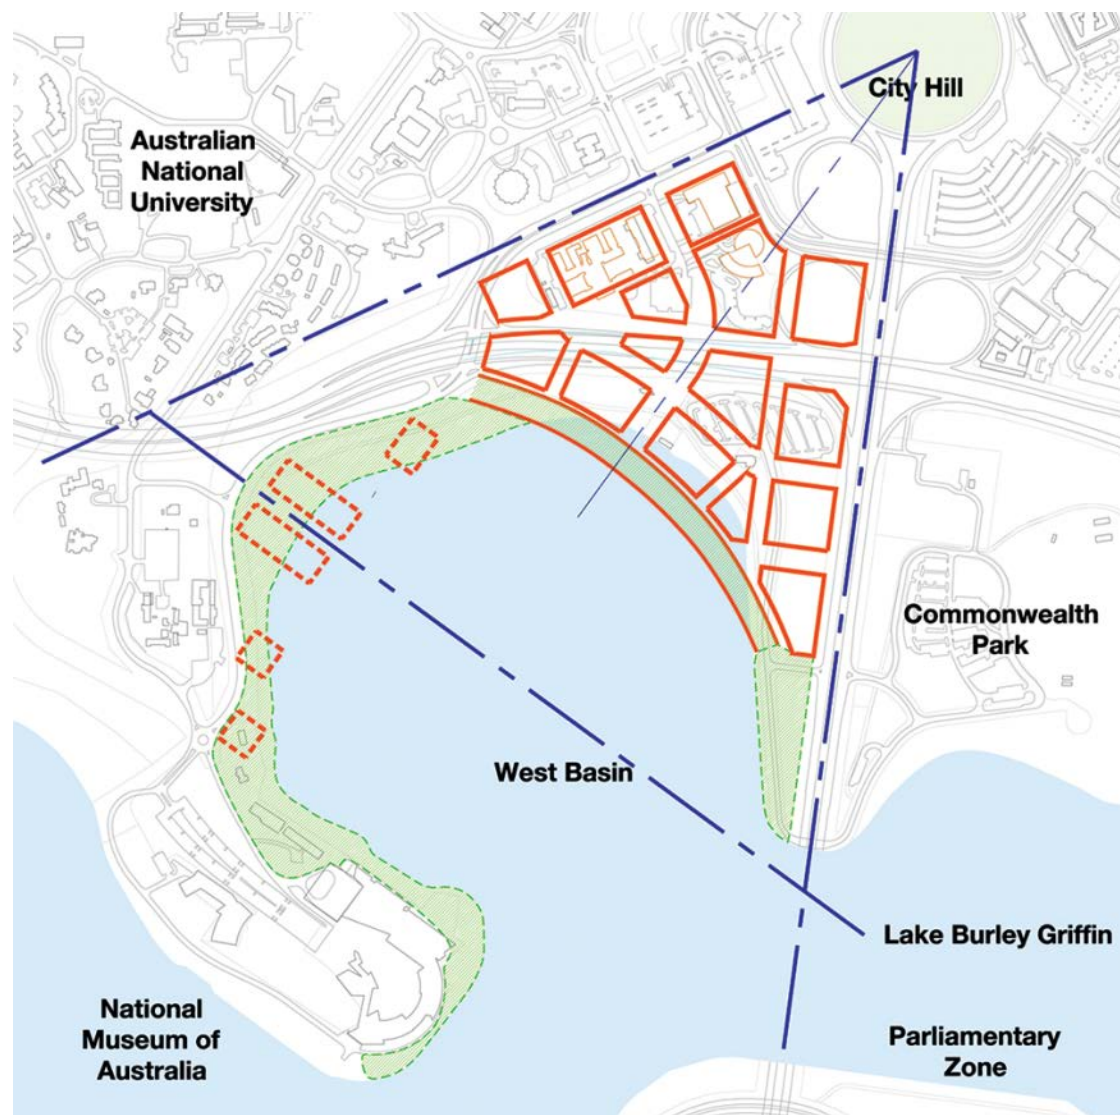 City Hill
Australian
National
University
Commonwealth
Park
West Basin
Lake Burley Griffin
National
Museum of
Australia
Parliamentary
Zone